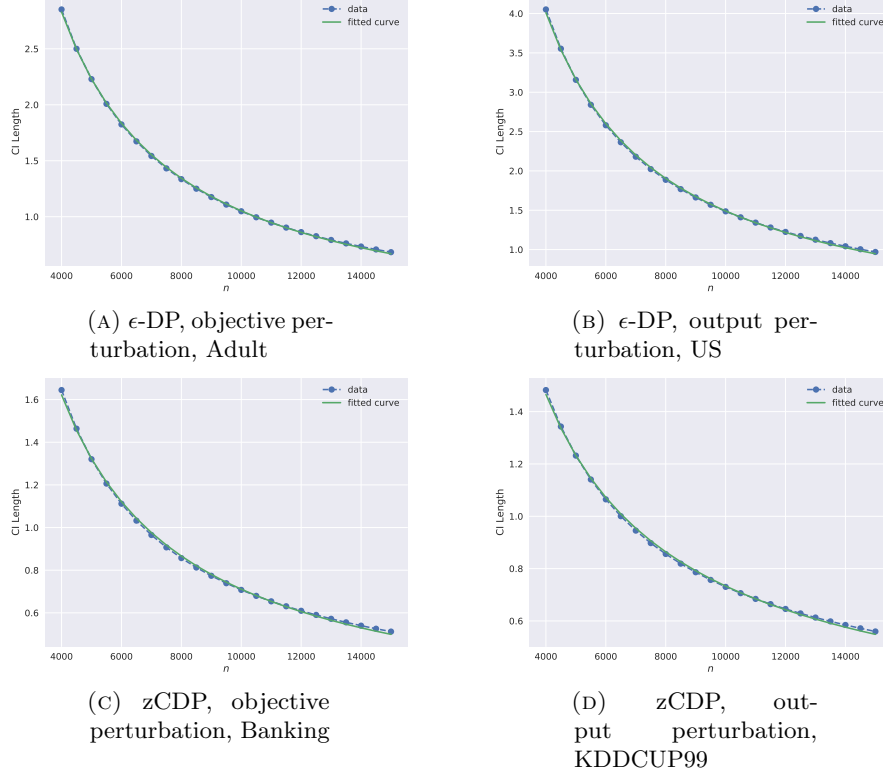 data
fitted curve
2.5
2.0
1.5
1.0
CI Length
4000 6000 8000 10000 12000 14000
n
(A) ϵ-DP, objective per-
turbation, Adult
data
fitted curve
4.0
3.5
3.0
2.5
2.0
1.5
1.0
CI Length
4000 6000 8000 10000 12000 14000
n
(B) ϵ-DP, output per-
turbation, US
data
fitted curve
1.6
1.4
1.2
1.0
0.8
0.6
CI Length
4000 6000 8000 10000 12000 14000
n
(C) zCDP, objective
perturbation, Banking
data
fitted curve
1.4
1.2
1.0
0.8
0.6
CI Length
4000 6000 8000 10000 12000 14000
n
(D) zCDP, out-
put perturbation,
KDDCUP99